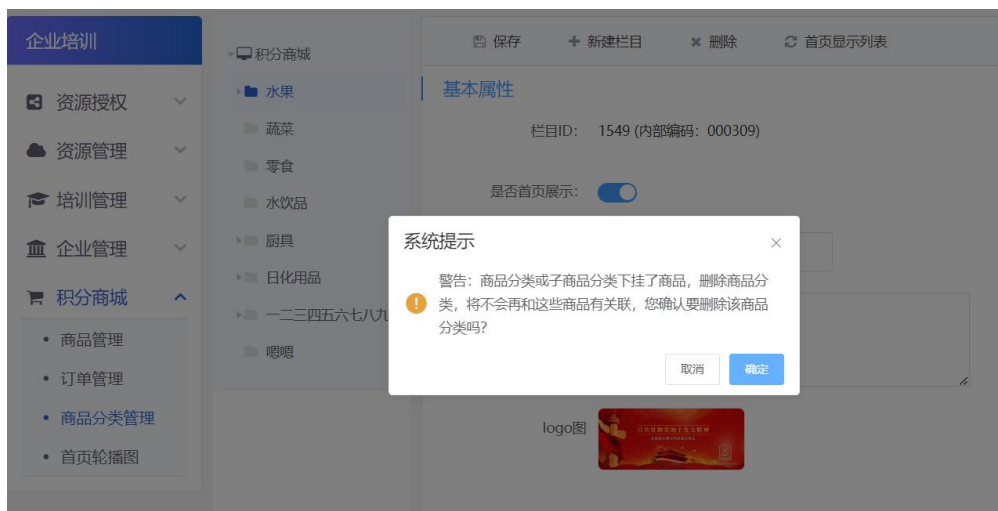 企业培训
资源授权
资源管理
培训管理
企业管理
积分商城
商品管理
订单管理
商品分类管理
首页轮播图
积分商城
水果
蔬菜
零食
水饮品
厨具
日化用品
一二三四五六七八九
嗯嗯
保存 新建栏目 删除 首页显示列表
基本属性
栏目ID: 1549 (内部编码：000309)
是否首页展示:
系统提示
警告：商品分类或子商品分类下挂了商品，删除商品分
类，将不会再和这些商品有关联，您确认要删除该商品
分类吗?
取消 确定
logo图